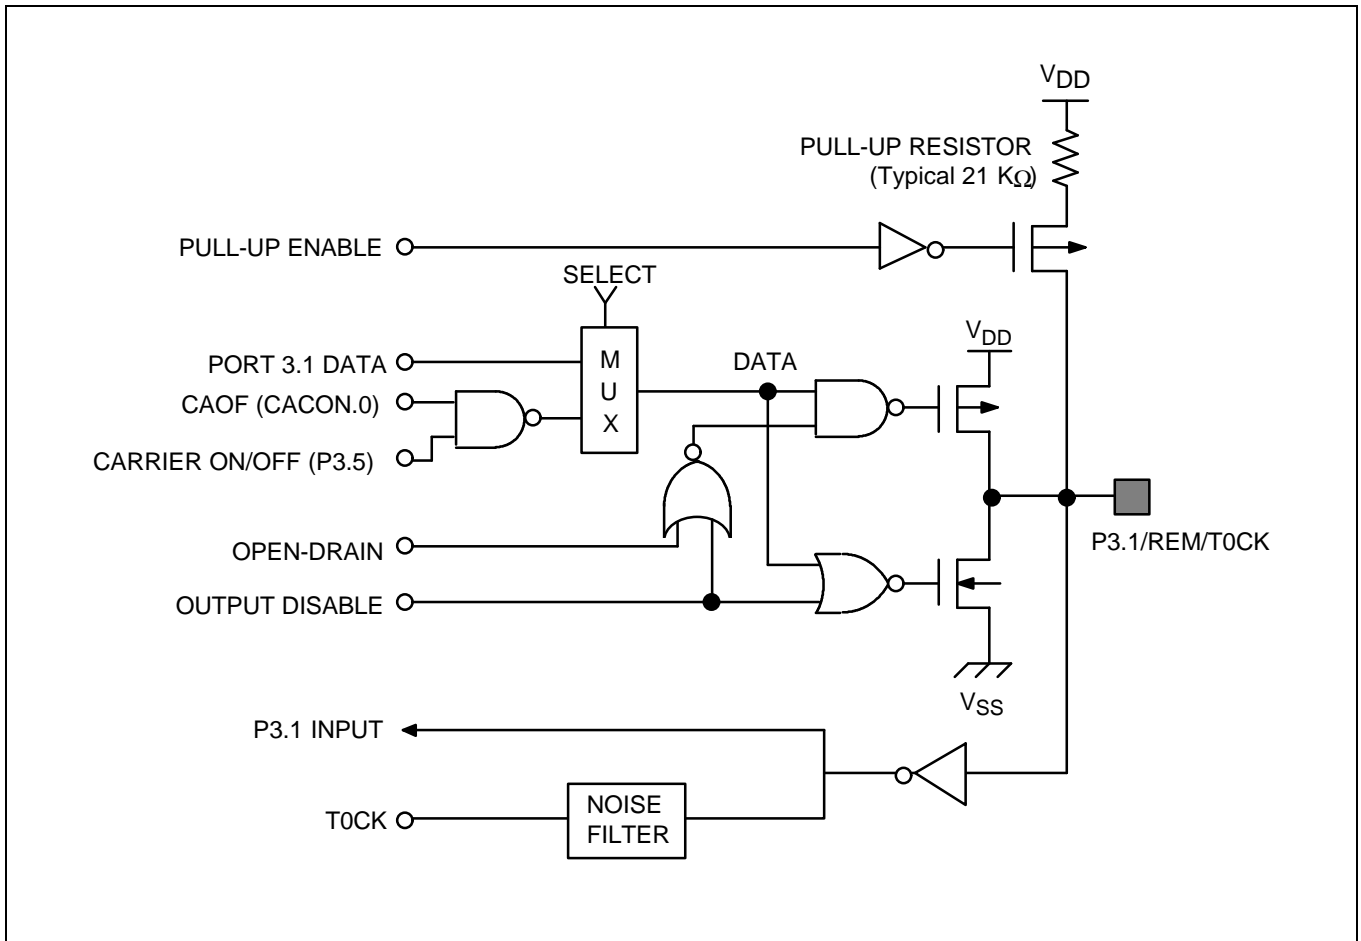 VDD
PULL-UP RESISTOR
(Typical 21 KΩ)
PULL-UP ENABLE
SELECT
VDD
PORT 3.1 DATA
M
U
X
DATA
CAOF (CACON.0)
CARRIER ON/OFF (P3.5)
OPEN-DRAIN
P3.1/REM/T0CK
OUTPUT DISABLE
VSS
P3.1 INPUT
T0CK
NOISE
FILTER